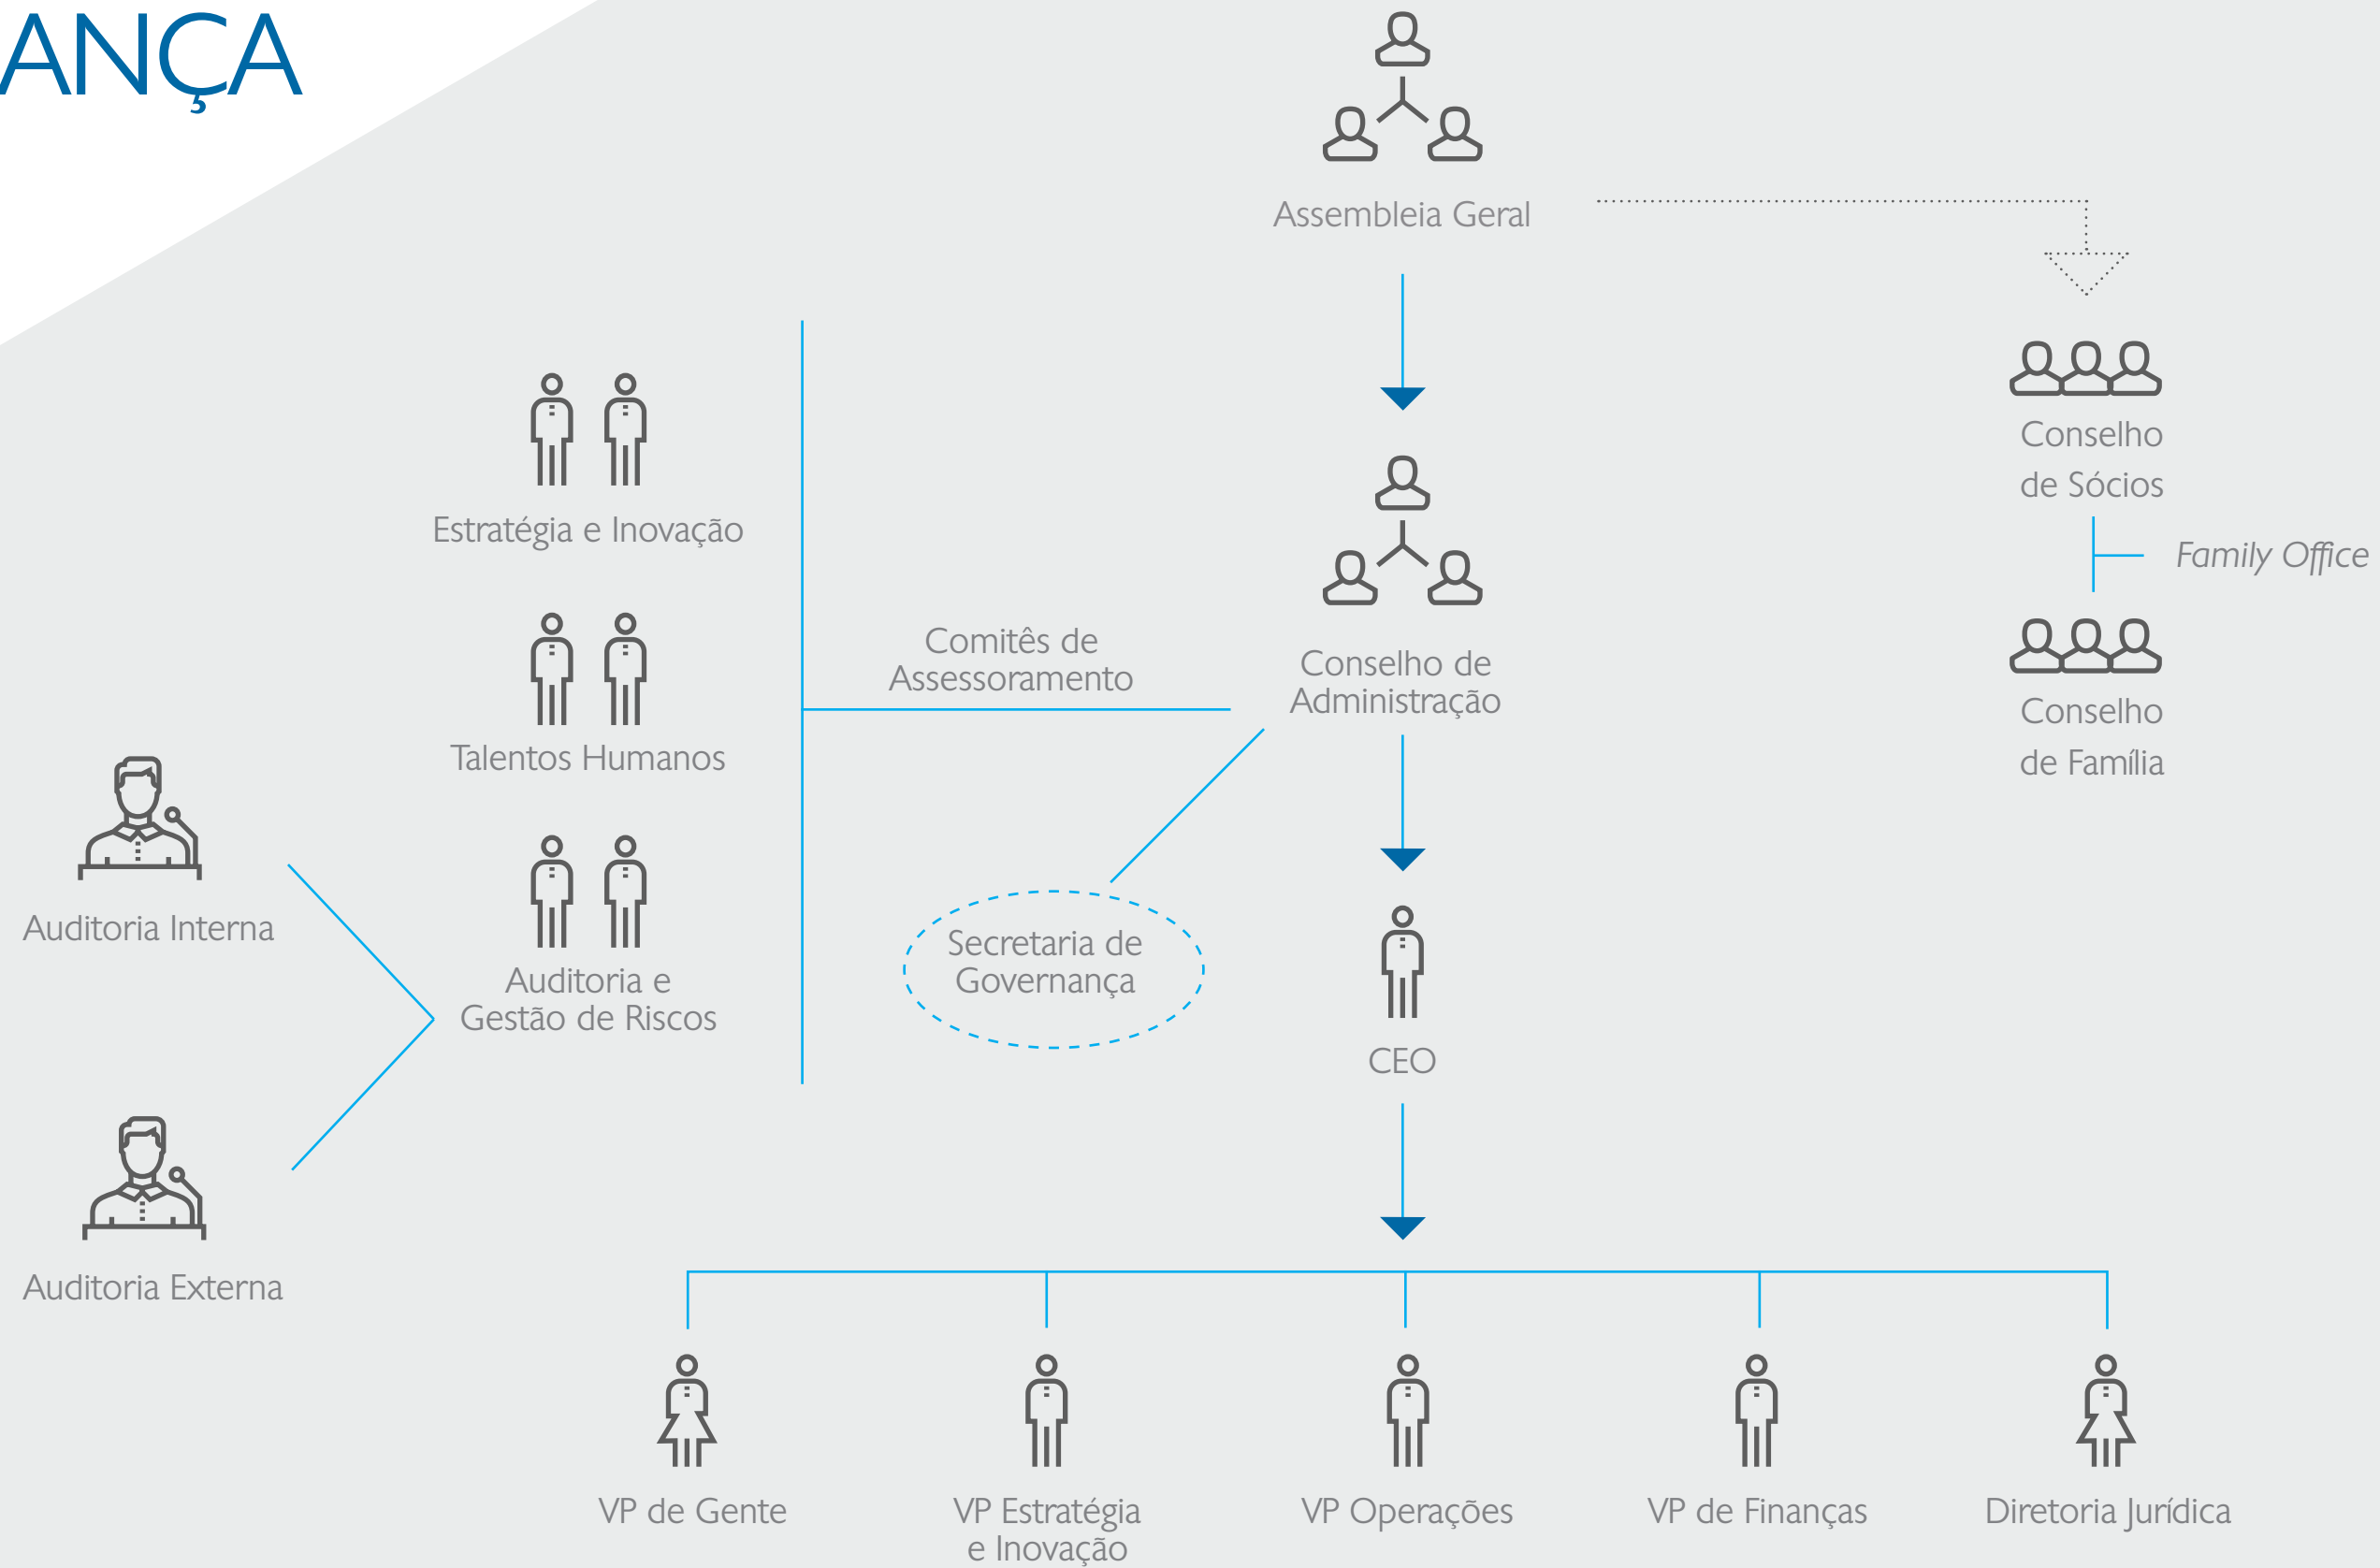 ANÇA
Assembleia Geral
Conselho
de Sócios
Family Office
Conselho
de Família
Estratégia e Inovação
Talentos Humanos
Auditoria e
Gestão de Riscos
Comitês de
Assessoramento
Conselho de
Administração
Auditoria Interna
Auditoria Externa
Secretaria de
Governança
CEO
VP de Gente
VP Estratégia
e Inovação
VP Operações
VP de Finanças
Diretoria Jurídica